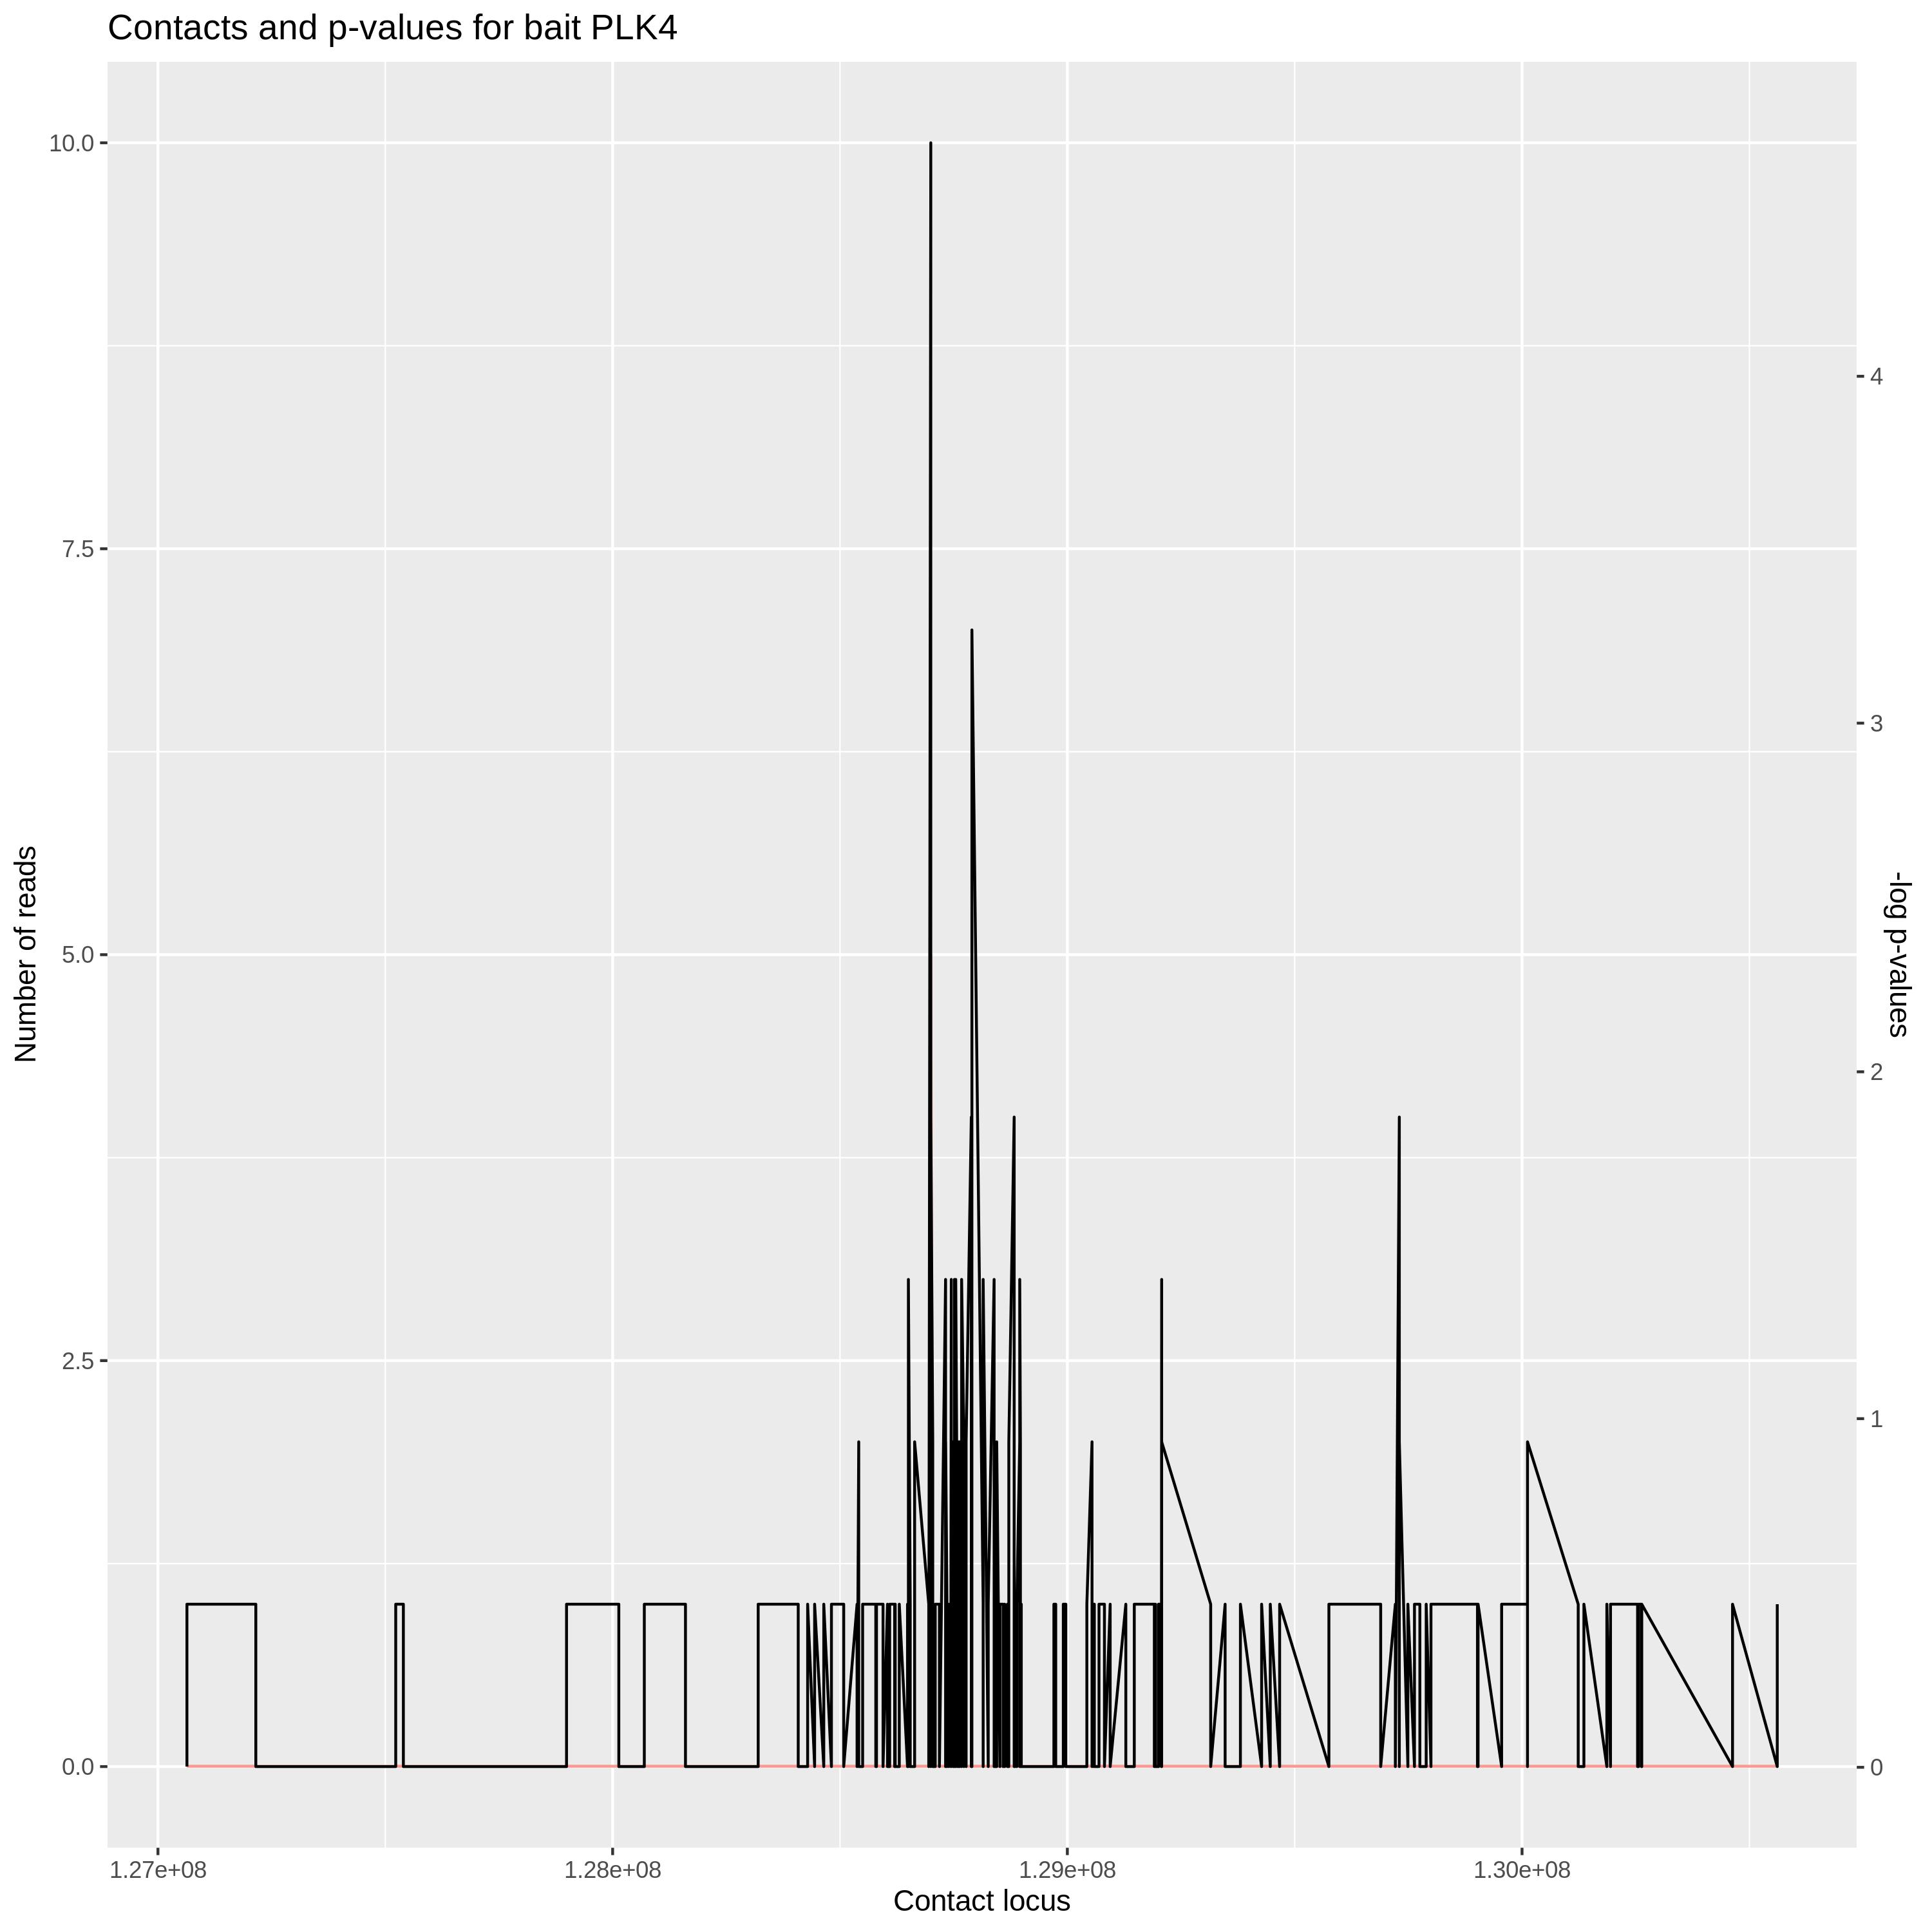 Contacts and p-values for bait PLK4
10.0
7.5
5.0
2.5
0.0
Number of reads
4
3
2
1
0
-log p-values
1.27e+08 1.28e+08 1.29e+08 1.30e+08
Contact locus